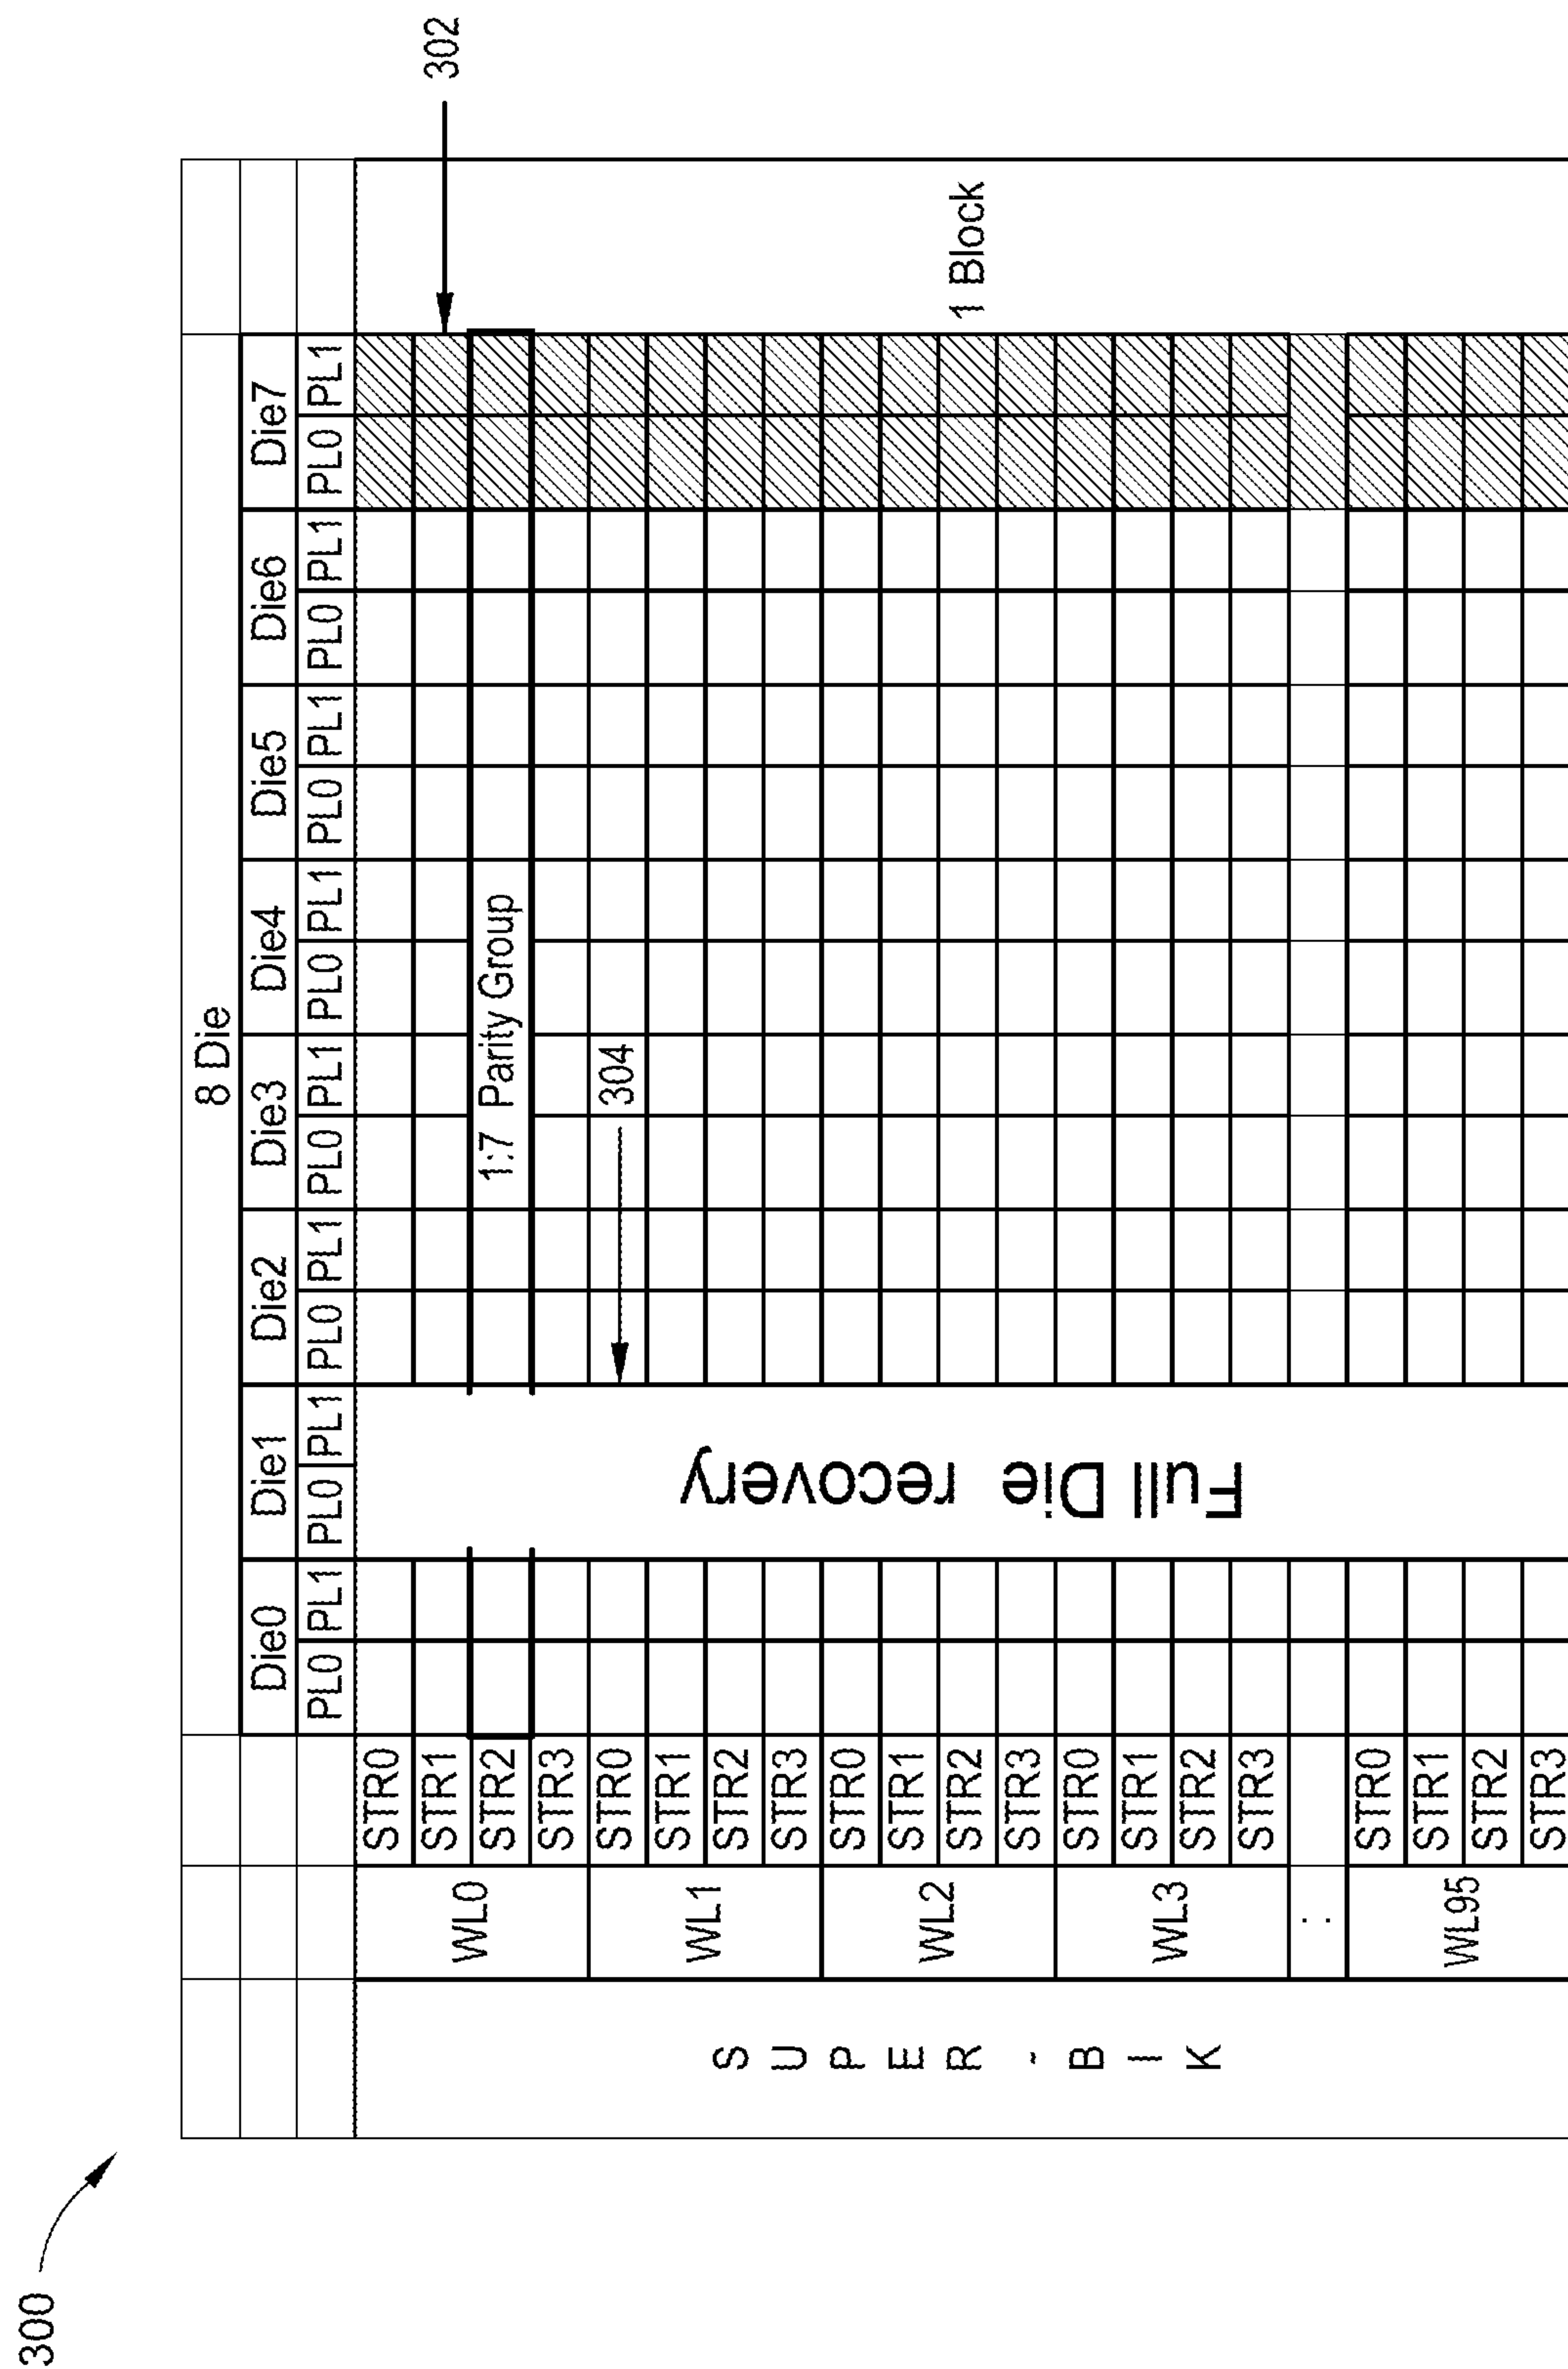 300
8 Die
Die0 Die1 Die2 Die3 Die4 Die5 Die6 Die7
PL0 PL1 PL0 PL1 PL0 PL1 PL0 PL1 PL0 PL1 PL0 PL1 PL0 PL1 PL0 PL1
SUPER-BIK
WL0
STR0
STR1
302
STR2
1:7 Parity Group
STR3
WL1
STR0
304
STR1
STR2
STR3
WL2
STR0
STR1
STR2
STR3
WL3
STR0
STR1
STR2
STR3
:
WL95
STR0
STR1
STR2
STR3
Full Die recovery
1 Block